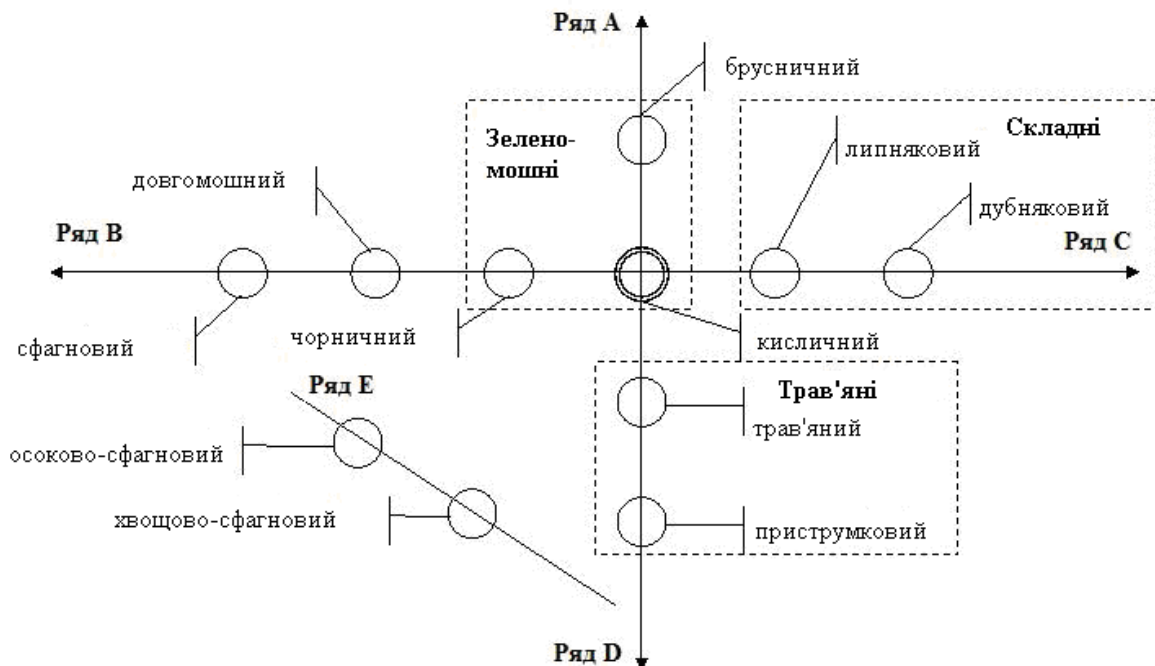 Ряд А
брусничний
Зелено-
мошні
Складні
липняковий
довгомошний
дубняковий
Ряд В
Ряд С
сфагновий
чорничний
кисличний
Ряд Е
Трав'яні
трав'яний
осоково-сфагновий
хвощово-сфагновий
приструмковий
Ряд D